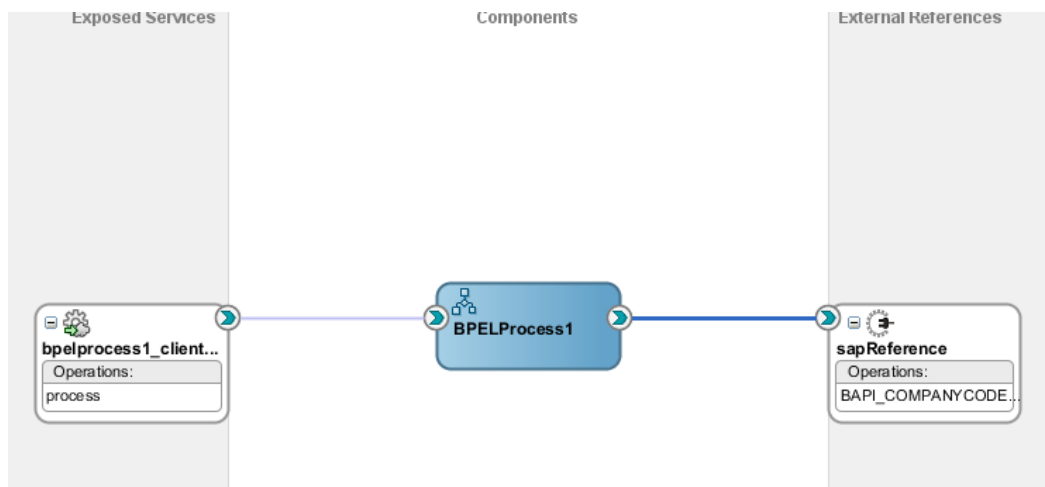 Exposed Services
Components
External References
bpelprocess1_client...
Operations:
process
BPELProcess1
sapReference
Operations:
BAPI_COMPANYCODE...